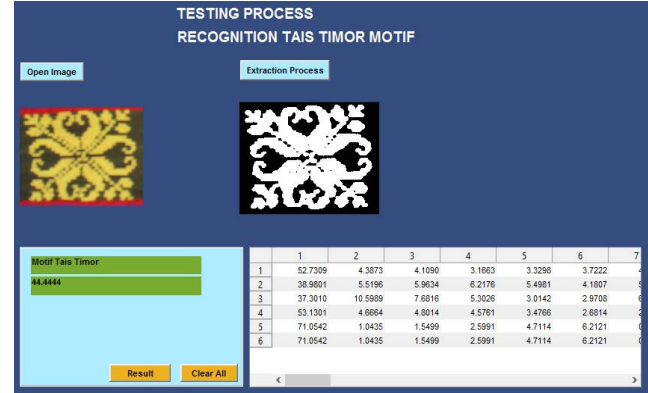 TESTING PROCESS
RECOGNITION TAIS TIMOR MOTIF
Open Image
Extraction Process
Motif Tais Timor
44.4444
Result
Clear All
1 2 3 4 5 6 7
1 52.7309 4.3873 4.1090 3.1663 3.3298 3.7222
2 38.9801 5.5196 5.9634 6.2176 5.4981 4.1807
3 37.3010 10.5989 7.6816 5.3026 3.0142 2.9708
4 53.1301 4.6664 4.8014 4.5761 3.4766 2.6814
5 71.0542 1.0435 1.5499 2.5991 4.7114 6.2121
6 71.0542 1.0435 1.5499 2.5991 4.7114 6.2121